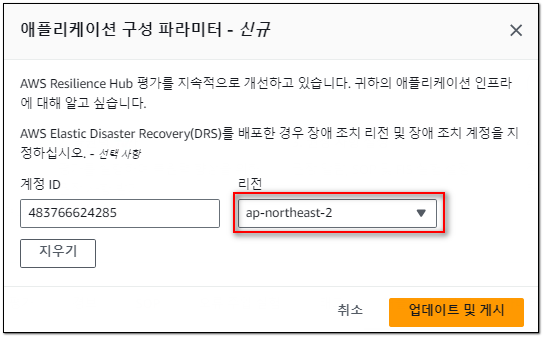 애플리케이션 구성 파라미터 - 신규
AWS Resilience Hub 평가를 지속적으로 개선하고 있습니다. 귀하의 애플리케이션 인프라
에 대해 알고 싶습니다.
AWS Elastic Disaster Recovery(DRS)를 배포한 경우 장애 조치 리전 및 장애 조치 계정을 지
정하십시오. - 선택 사항
계정 ID 리전
483766624285 ap-northeast-2
지우기
취소 업데이트 및 게시